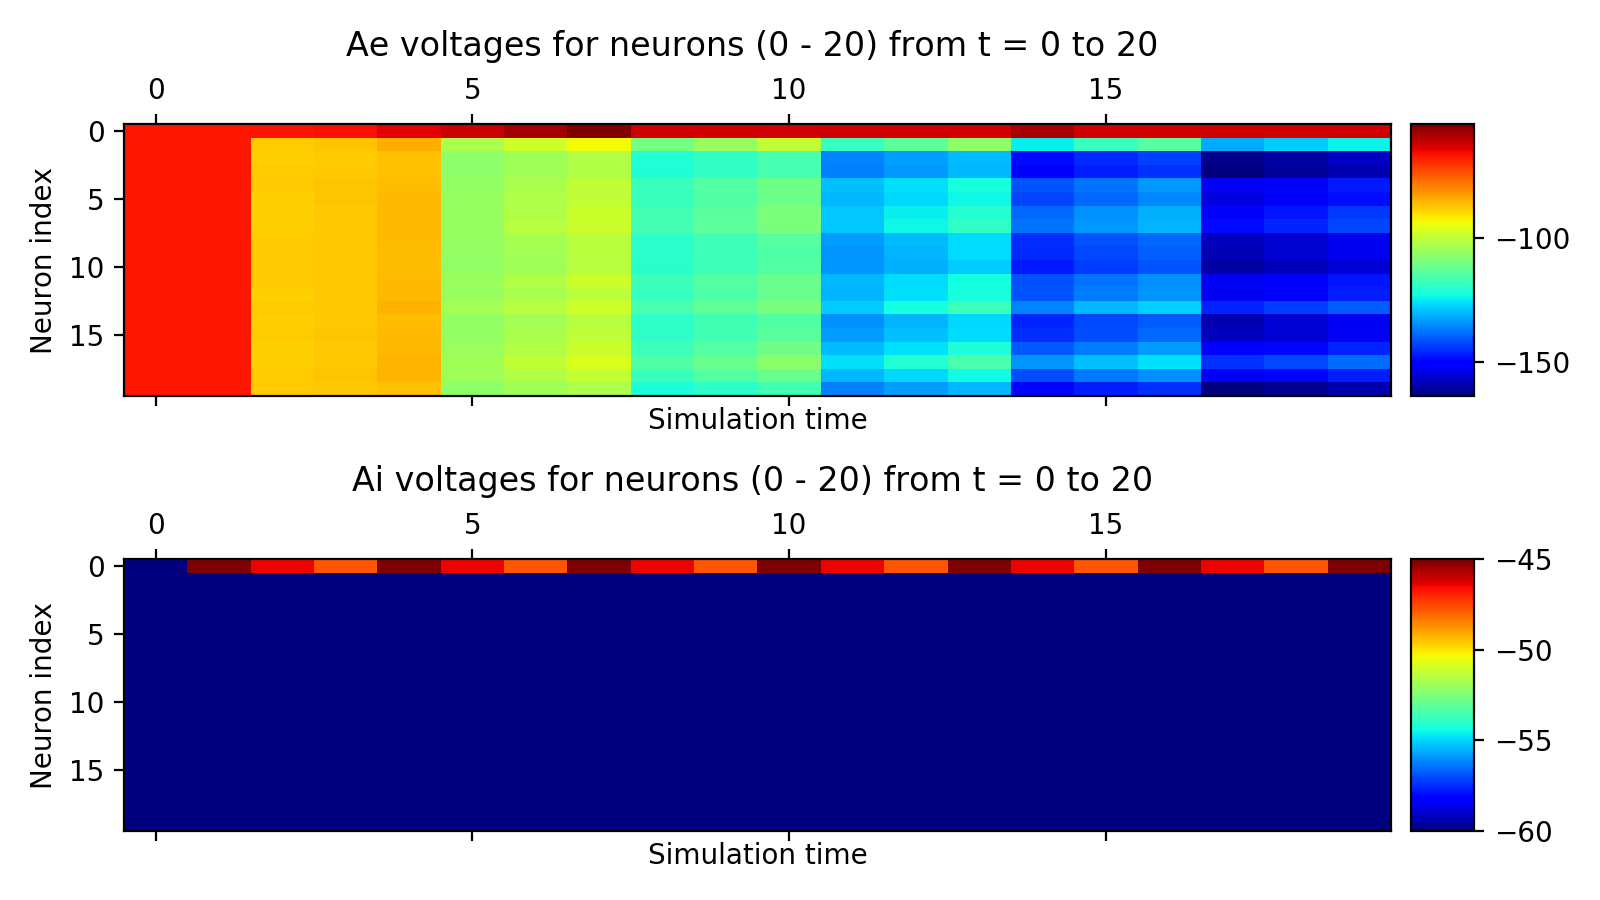 Ae voltages for neurons (0 - 20) from t = 0 to 20
0 5 10 15
Neuron index
0
5
10
15
−100
−150
Simulation time
Ai voltages for neurons (0 - 20) from t = 0 to 20
0 5 10 15
Neuron index
0
5
10
15
−45
−50
−55
−60
Simulation time